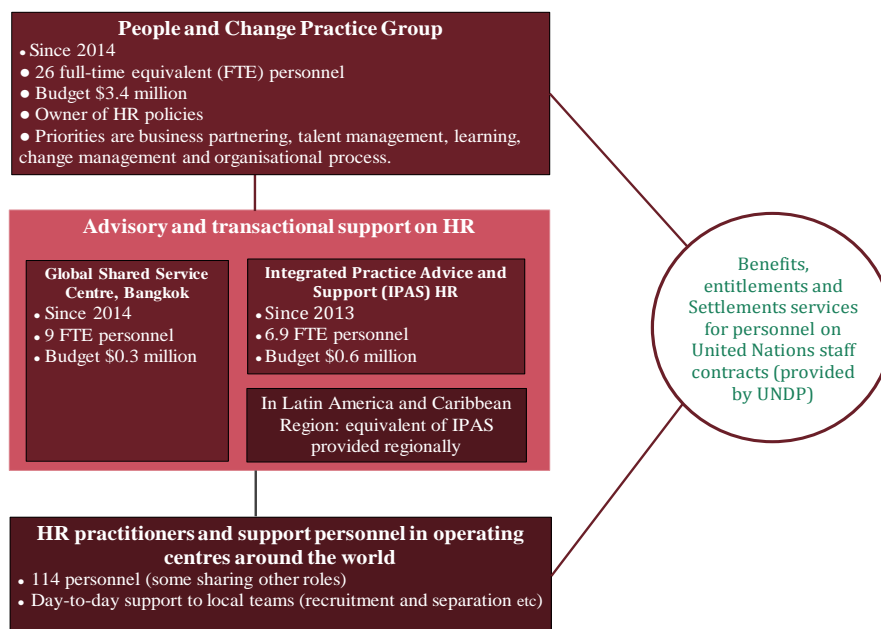 People and Change Practice Group
• Since 2014
● 26 full-time equivalent (FTE) personnel
● Budget $3.4 million
● Owner of HR policies
● Priorities are business partnering, talent management, learning,
change management and organisational process.
Advisory and transactional support on HR
Global Shared Service
Centre, Bangkok
• Since 2014
• 9 FTE personnel
• Budget $0.3 million
Integrated Practice Advice and
Support (IPAS) HR
• Since 2013
• 6.9 FTE personnel
• Budget $0.6 million
In Latin America and Caribbean
Region: equivalent of IPAS
provided regionally
HR practitioners and support personnel in operating
centres around the world
• 114 personnel (some sharing other roles)
• Day-to-day support to local teams (recruitment and separation etc)
Benefits,
entitlements and
Settlements services
for personnel on
United Nations staff
contracts (provided
by UNDP)